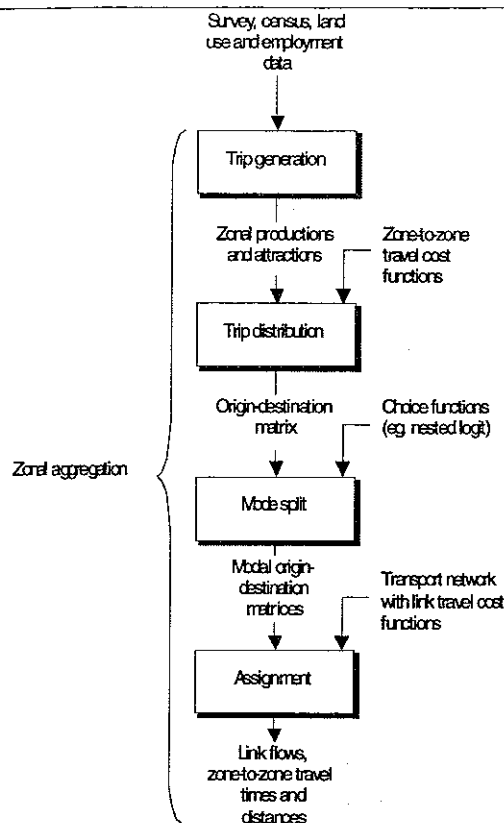 Survey, census, land
use and employment
data
Trip generation
Zonal productions
and attractions
Zone-to-zone
travel cost
functions
Trip distribution
Origin-destination
matrix
Choice functions
(eg. nested logit)
Zonal aggregation
Mode split
Modal origin-
destination
matrices
Transport network
with link travel cost
functions
Assignment
Link flows,
zone-to-zone travel
times and
distances